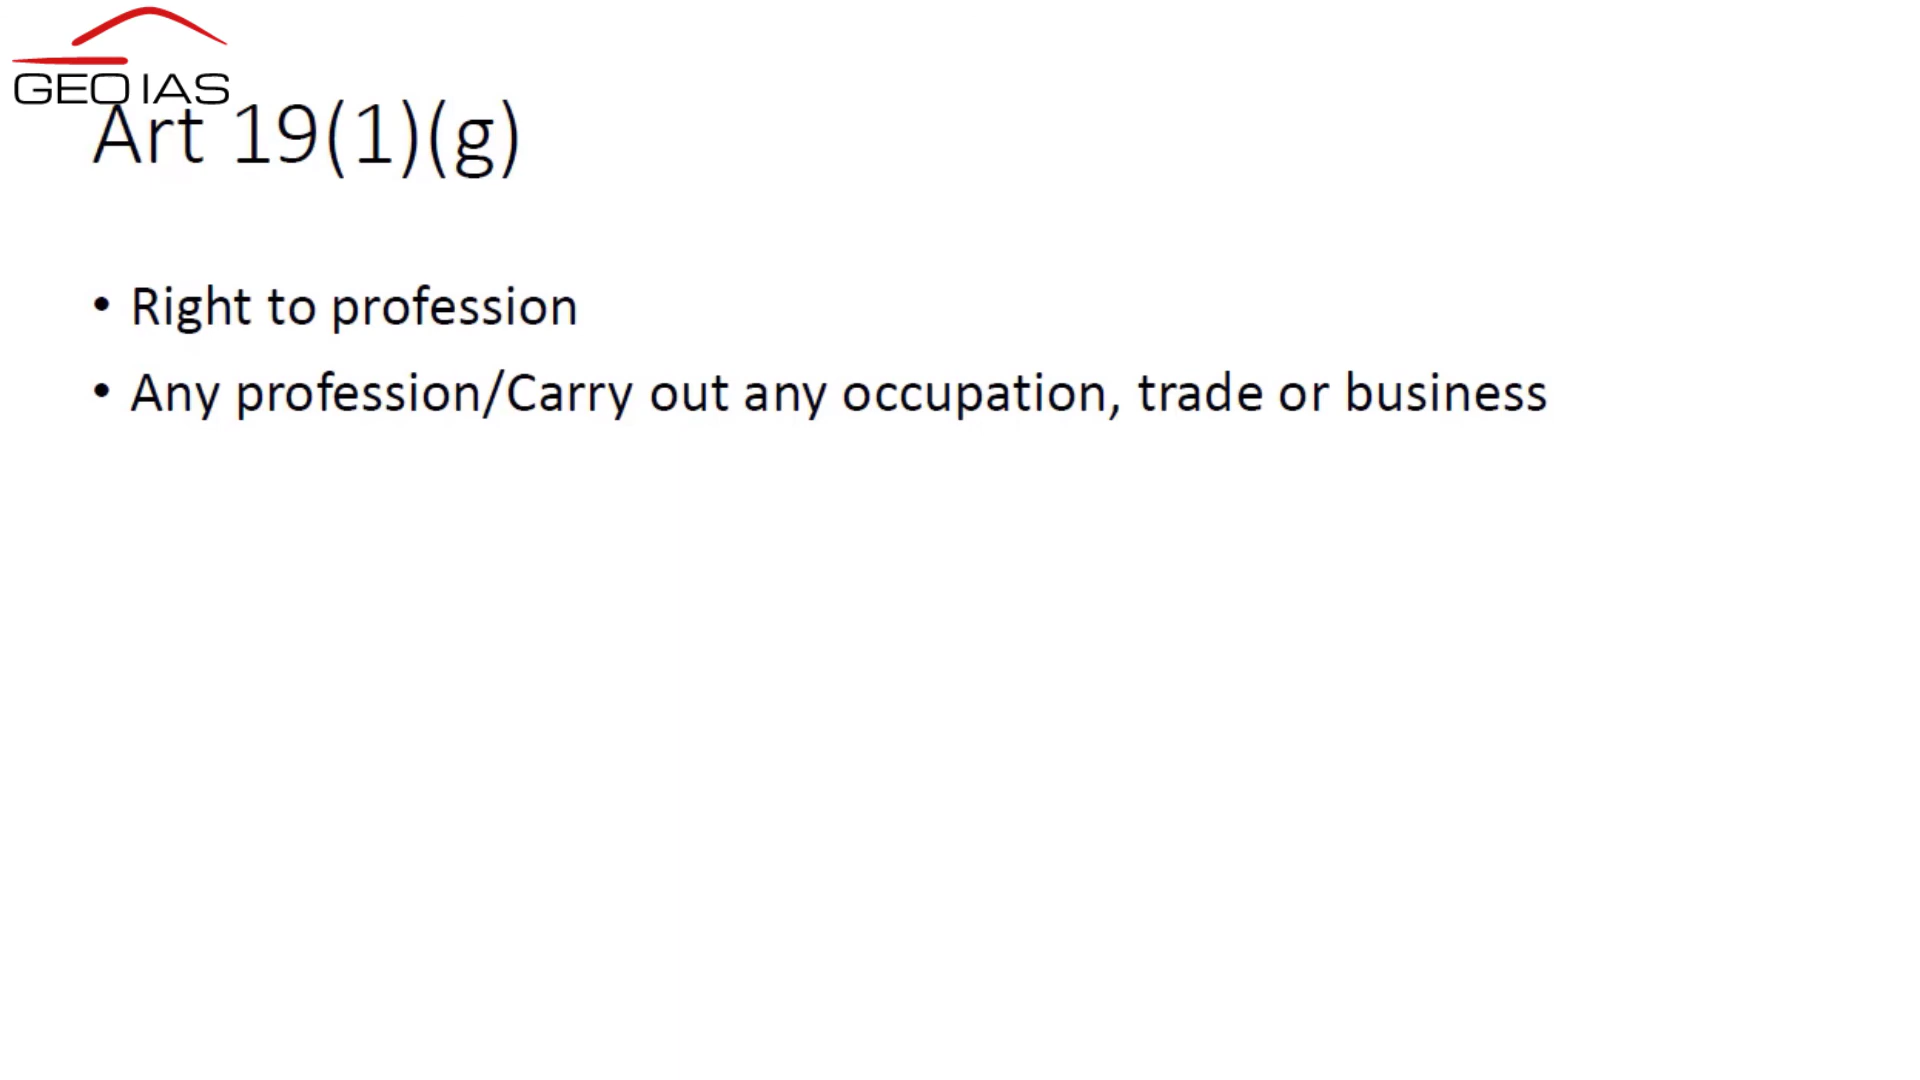 GEO IAS
Art 19(1)(g)
• Right to profession
• Any profession/Carry out any occupation, trade or business